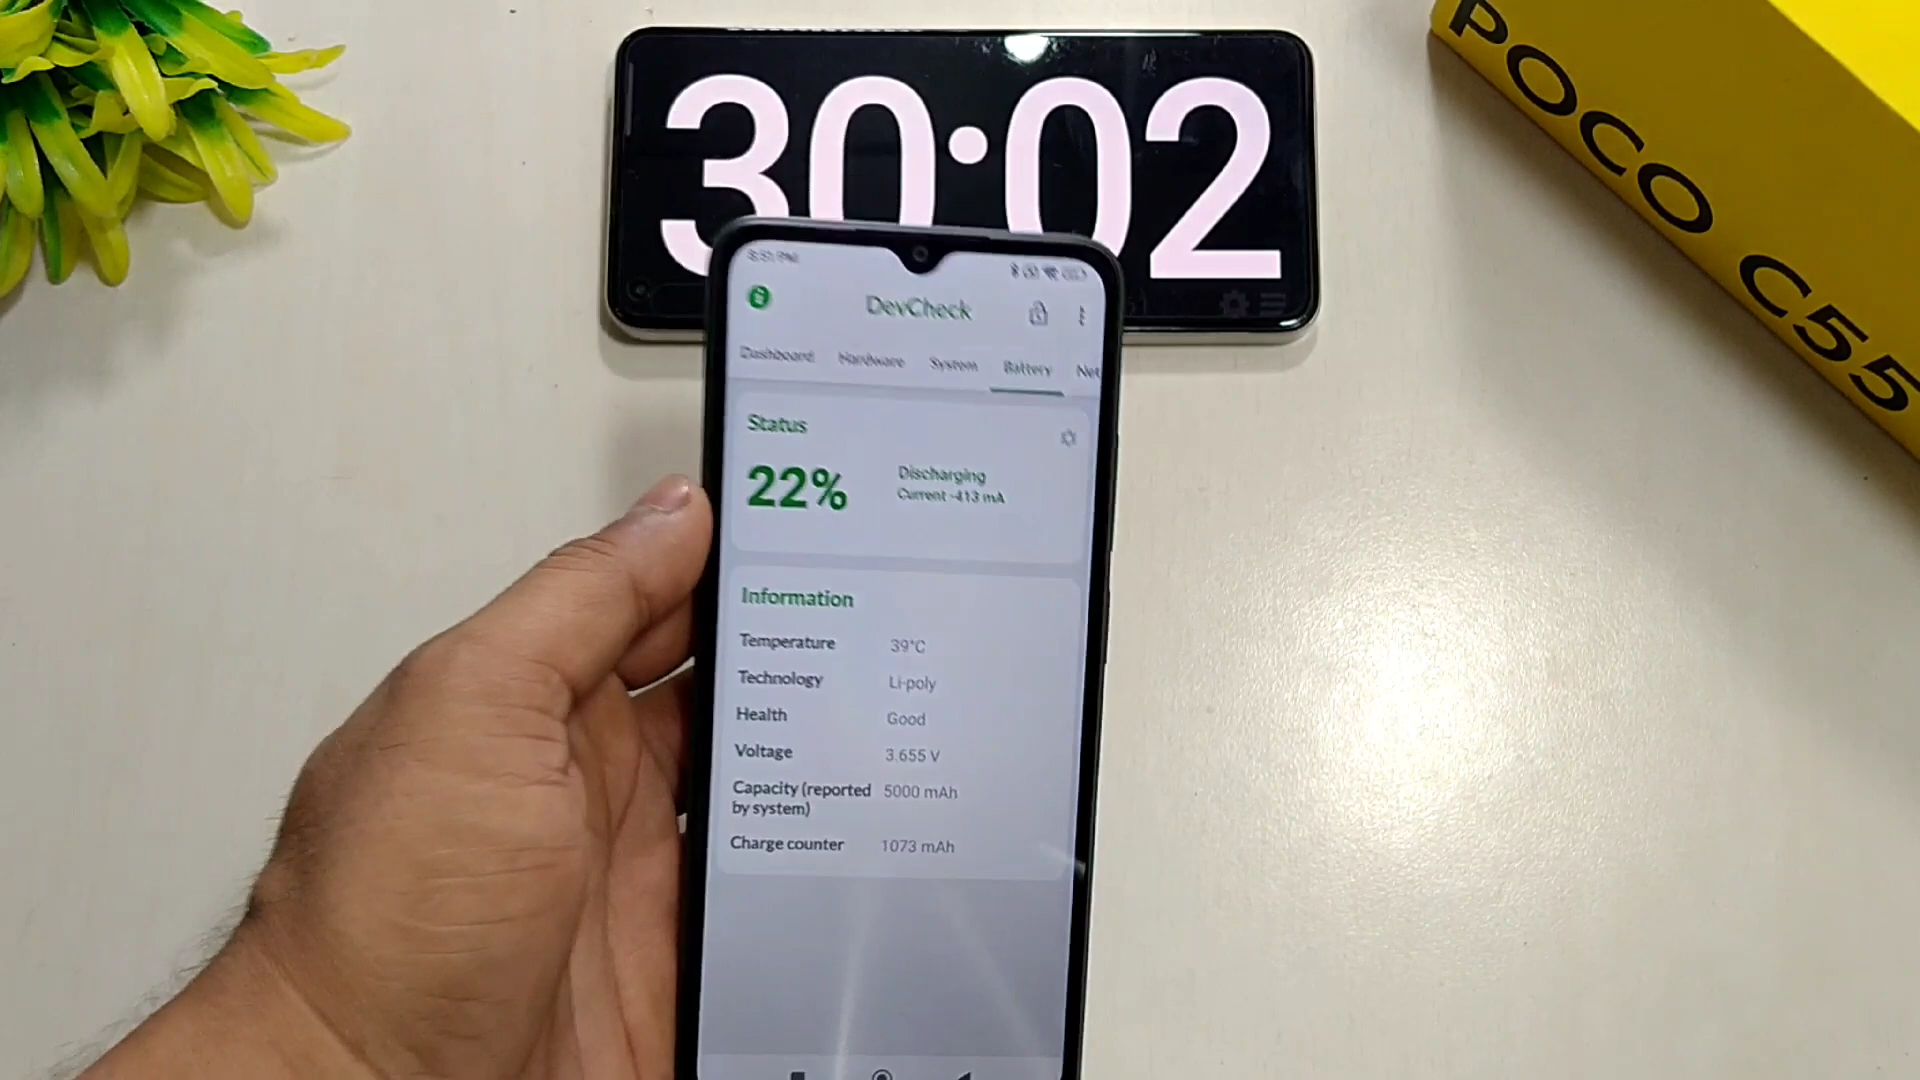 30:02
POCO C55
DevCheck
Dashboard Hardware System Battery Net
Status
22%
Discharging
Current -413 mA
Information
Temperature 39°C
Technology Li-poly
Health Good
Voltage 3.655 V
Capacity (reported by system) 5000 mAh
Charge counter 1073 mAh